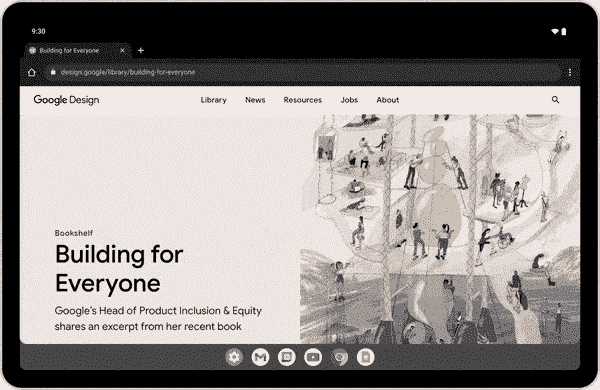 9:30
Building for Everyone
design.google/library/building-for-everyone
Google Design
Library News Resources Jobs About
Bookshelf
Building for
Everyone
Google's Head of Product Inclusion & Equity
shares an excerpt from her recent book